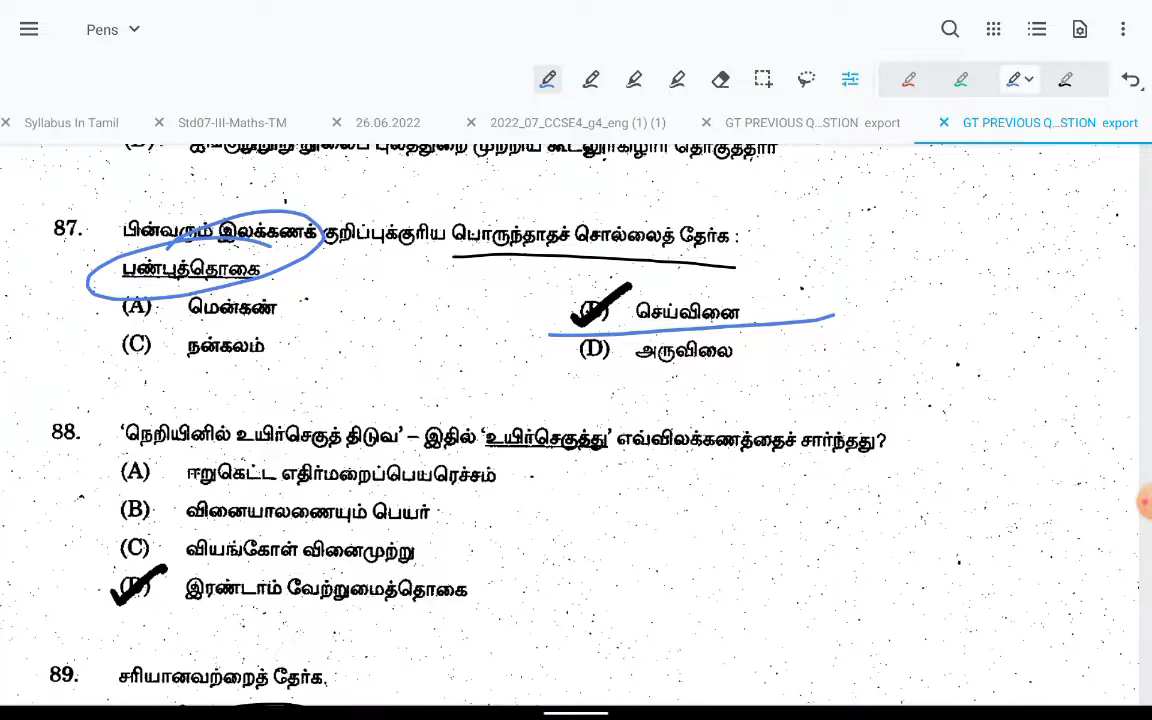 Pens
Syllabus In Tamil
Std07-III-Maths-TM
26.06.2022
2022_07_CCSE4_g4_eng (1) (1)
GT PREVIOUS Q...STION export
GT PREVIOUS Q...STION export
87. பின்வரும் இலக்கணக் குறிப்புக்குரிய பொருந்தாதச் சொல்லைத் தேர்க :
பண்புத்தொகை
(A) மென்கண்
செய்வினை
(C) நன்கலம்
(D) அருவிலை
88. 'நெறியினில் உயிர்செகுத் திடுவ' – இதில் 'உயிர்செகுத்து' எவ்விலக்கணத்தைச் சார்ந்தது?
(A) ஈறுகெட்ட எதிர்மறைப்பெயரெச்சம்
(B) வினையாலணையும் பெயர்
(C) வியங்கோள் வினைமுற்று
இரண்டாம் வேற்றுமைத்தொகை
89. சரியானவற்றைத் தேர்க.